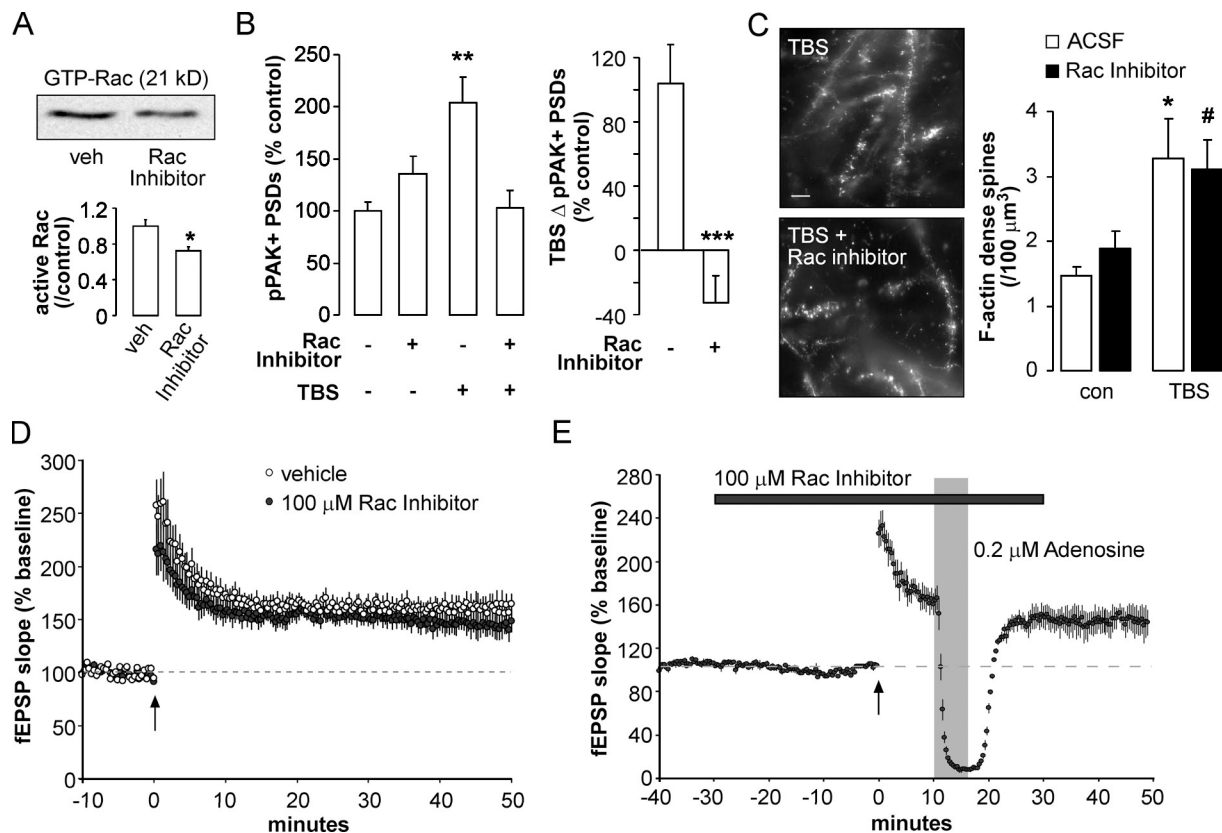 A
GTP-Rac (21 kD)
veh
Rac
Inhibitor
active Rac
(/control)
1.2
0.8
0.4
0
*
veh
Rac
Inhibitor
B
pPAK+ PSDs (% control)
250
200
150
100
50
0
**
Rac
Inhibitor
- + - +
TBS
- - + +
TBS Δ pPAK+ PSDs
(% control)
120
80
40
0
-40
***
Rac
Inhibitor
- +
C
TBS
TBS +
Rac inhibitor
ACSF
Rac Inhibitor
F-actin dense spines
(/100 μm³)
4
3
2
1
0
*
#
con
TBS
D
fEPSP slope (% baseline)
300
250
200
150
100
50
0
vehicle
100 μM Rac Inhibitor
-10 0 10 20 30 40 50
minutes
E
fEPSP slope (% baseline)
280
240
200
160
120
80
40
0
100 μM Rac Inhibitor
0.2 μM Adenosine
-40 -30 -20 -10 0 10 20 30 40 50
minutes